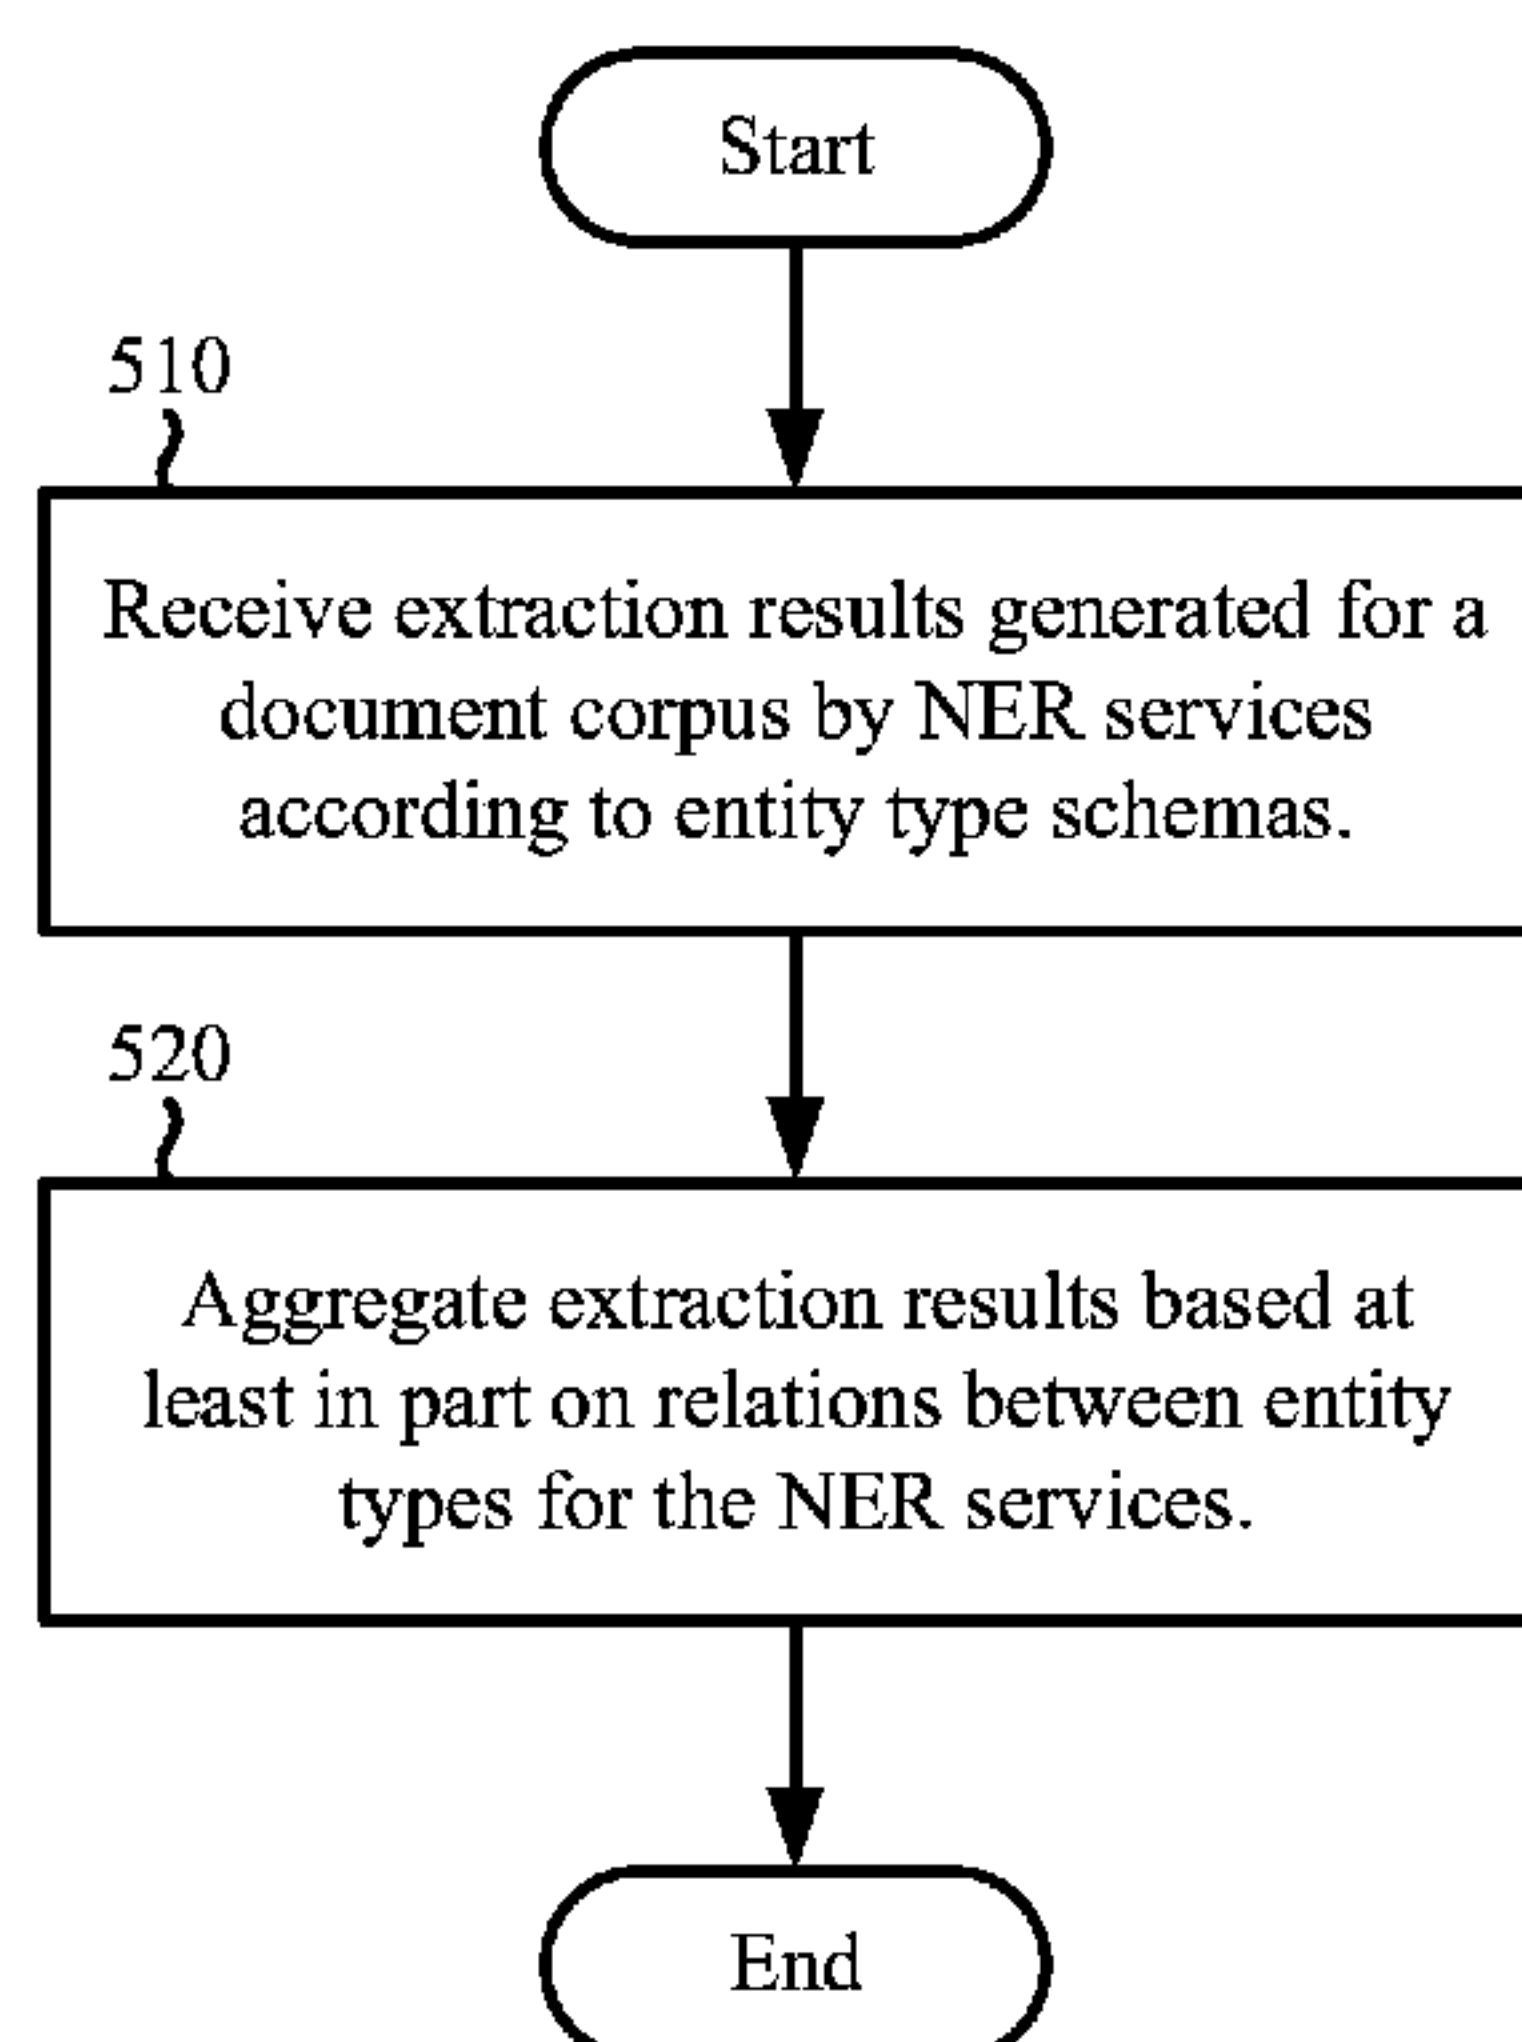 Start
510
Receive extraction results generated for a
document corpus by NER services
according to entity type schemas.
520
Aggregate extraction results based at
least in part on relations between entity
types for the NER services.
End